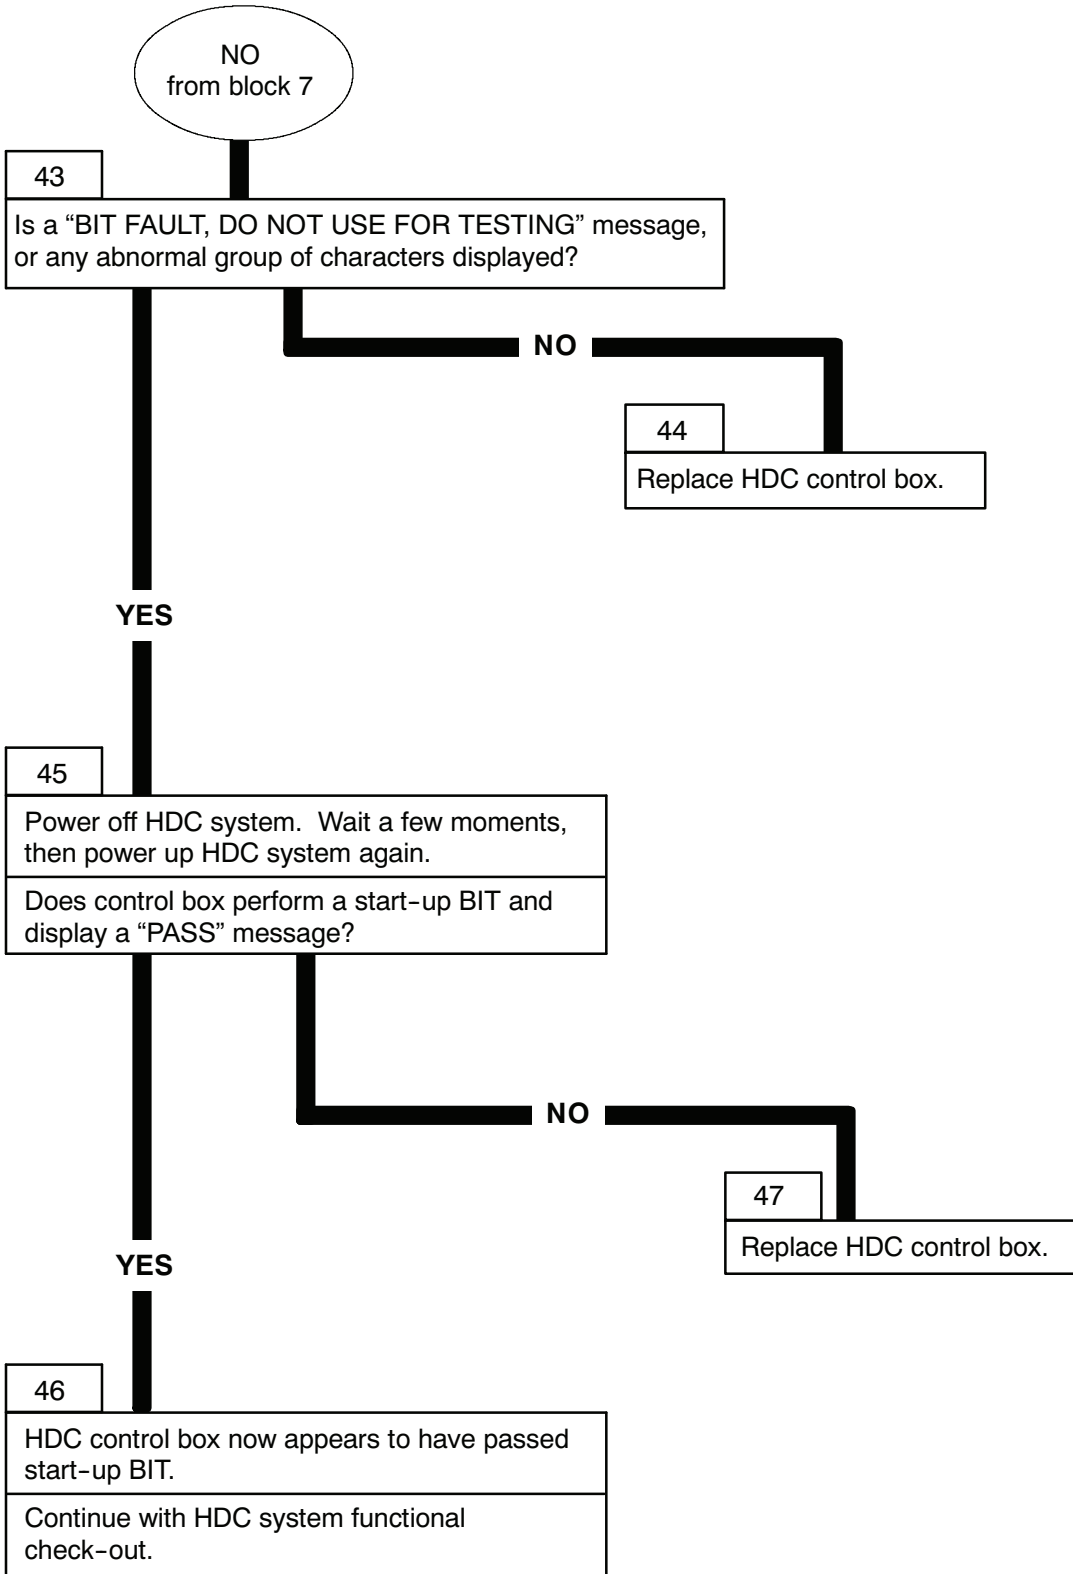 NO
from block 7
43
Is a “BIT FAULT, DO NOT USE FOR TESTING” message,
or any abnormal group of characters displayed?
NO
44
Replace HDC control box.
YES
45
Power off HDC system. Wait a few moments,
then power up HDC system again.
Does control box perform a start-up BIT and
display a “PASS” message?
NO
47
Replace HDC control box.
YES
46
HDC control box now appears to have passed
start-up BIT.
Continue with HDC system functional
check-out.